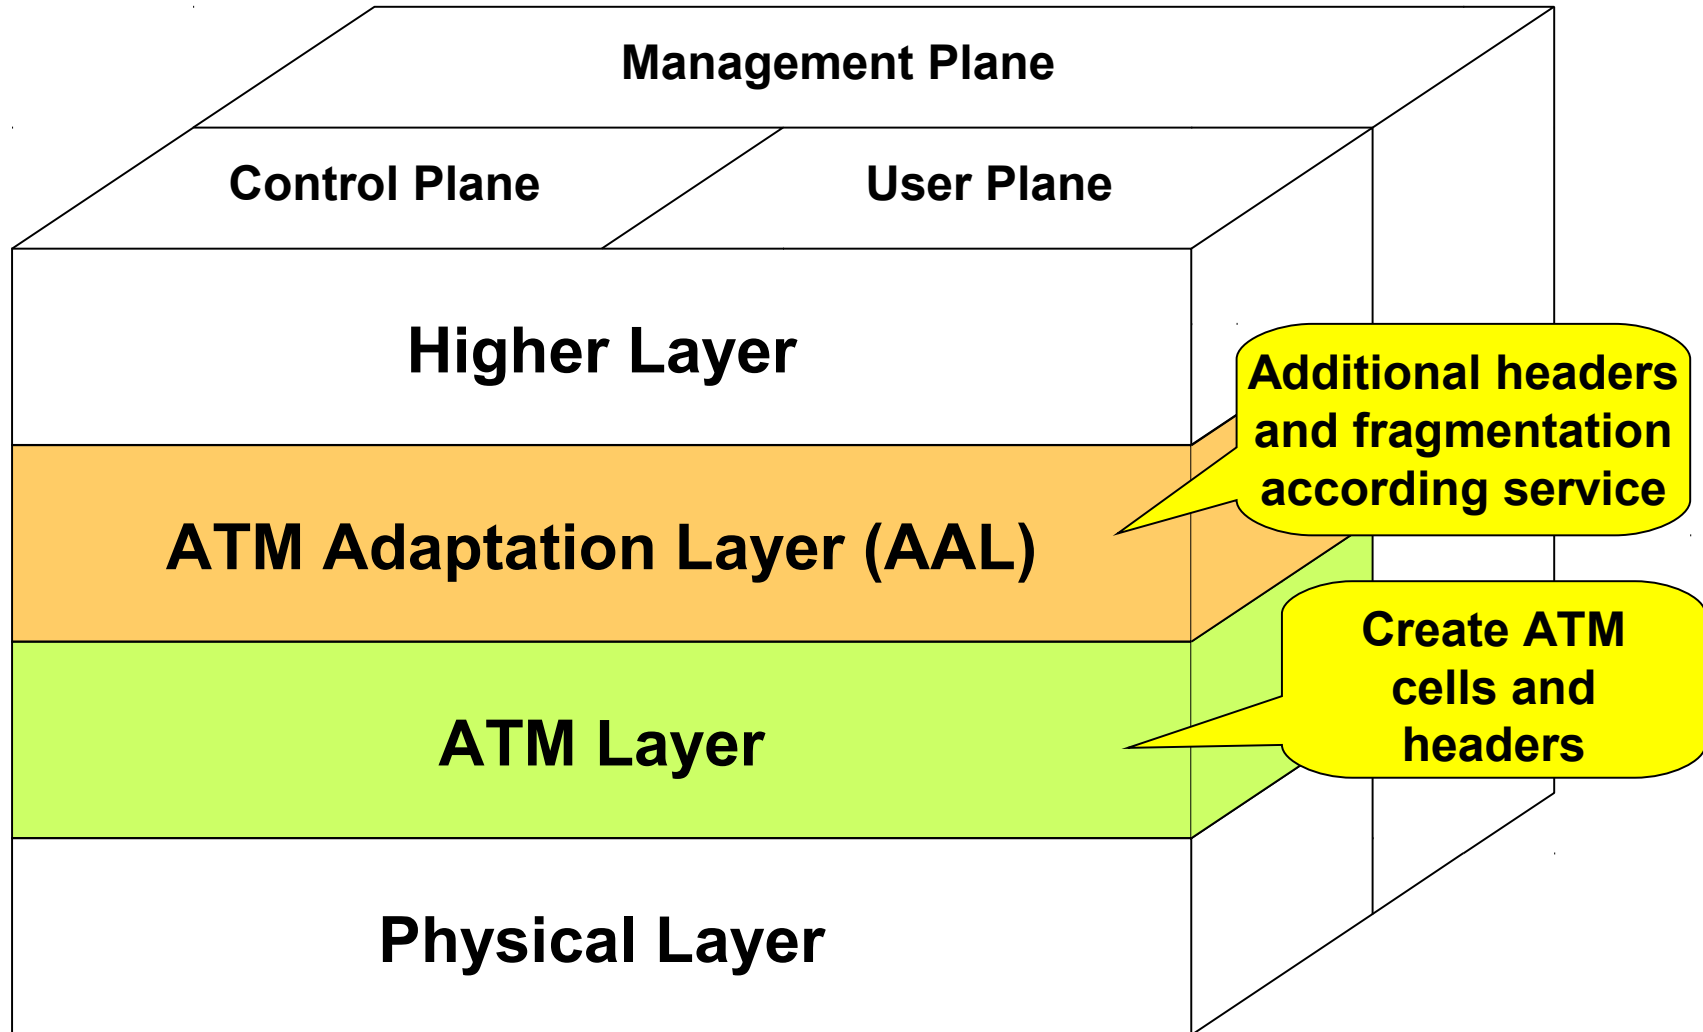 Management Plane
Control Plane
User Plane
Higher Layer
Additional headers
and fragmentation
according service
ATM Adaptation Layer (AAL)
Create ATM
cells and
headers
ATM Layer
Physical Layer